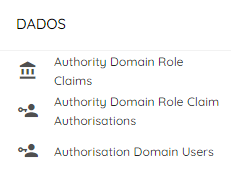 DADOS
Authority Domain Role
Claims
Authority Domain Role Claim
Authorisations
Authorisation Domain Users